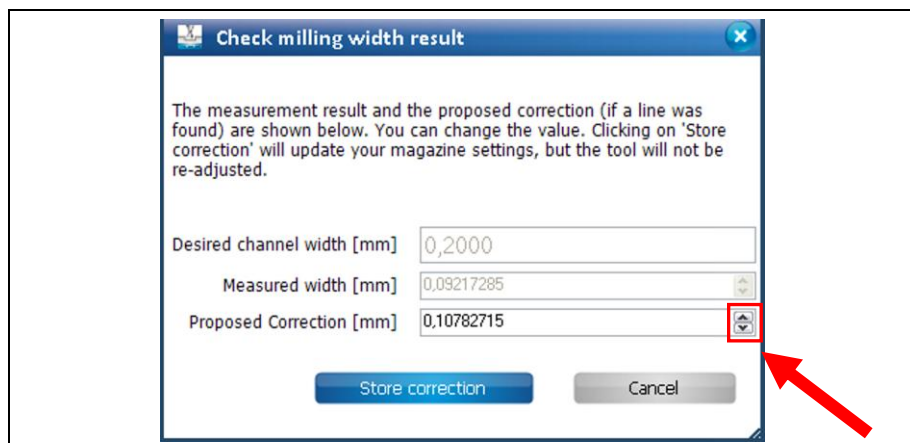 Check milling width result
The measurement result and the proposed correction (if a line was
found) are shown below. You can change the value. Clicking on 'Store
correction' will update your magazine settings, but the tool will not be
re-adjusted.
Desired channel width [mm] 0,2000
Measured width [mm] 0,09217285
Proposed Correction [mm] 0,10782715
Store correction Cancel